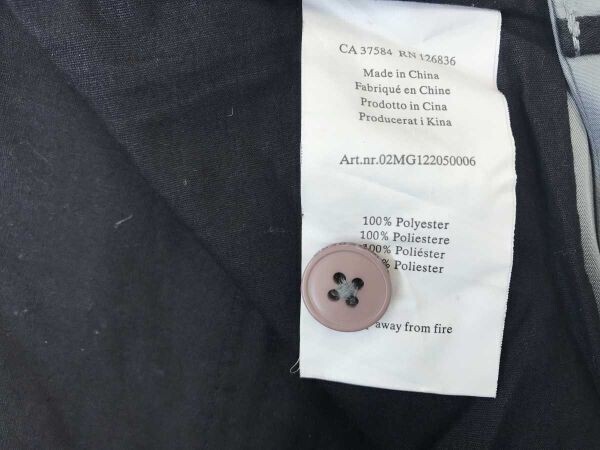 CA 37584 RN 126836
Made in China
Fabriqué en Chine
Prodotto in Cina
Producerat i Kina
Art.nr.02MG122050006
100% Polyester
100% Poliestere
100% Poliéster
Poliester
away from fire